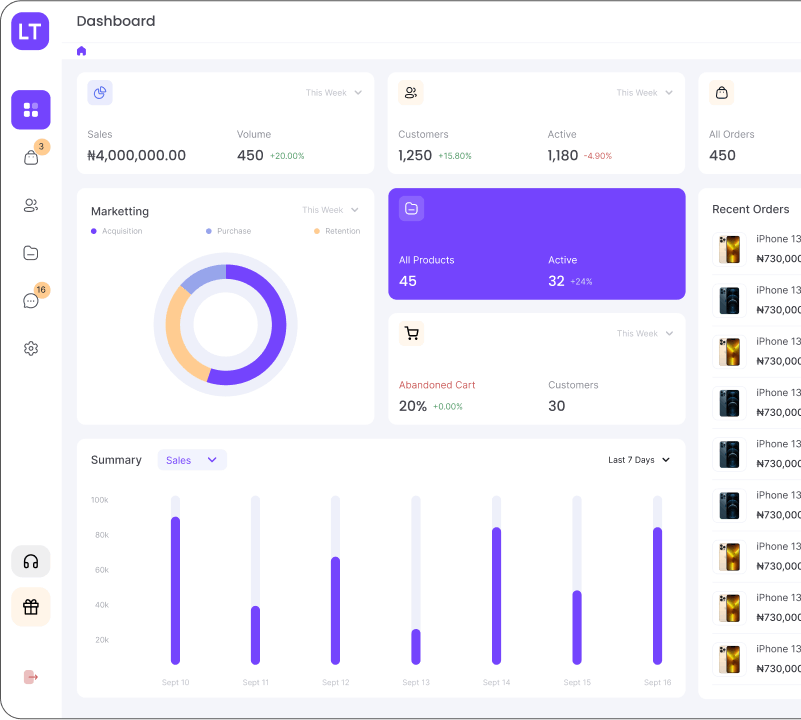 LT
Dashboard
3
16
This Week
Sales
Volume
₦4,000,000.00
450 +20.00%
This Week
Customers
Active
1,250 +15.80%
1,180 -4.90%
All Orders
450
Marketting
This Week
Acquisition
Purchase
Retention
All Products
Active
45
32 +24%
This Week
Abandoned Cart
Customers
20% +0.00%
30
Summary
Sales
Last 7 Days
100k
80k
60k
40k
20k
Sept 10
Sept 11
Sept 12
Sept 13
Sept 14
Sept 15
Sept 16
Recent Orders
iPhone 13
₦730,000
iPhone 13
₦730,000
iPhone 13
₦730,000
iPhone 13
₦730,000
iPhone 13
₦730,000
iPhone 13
₦730,000
iPhone 13
₦730,000
iPhone 13
₦730,000
iPhone 13
₦730,000